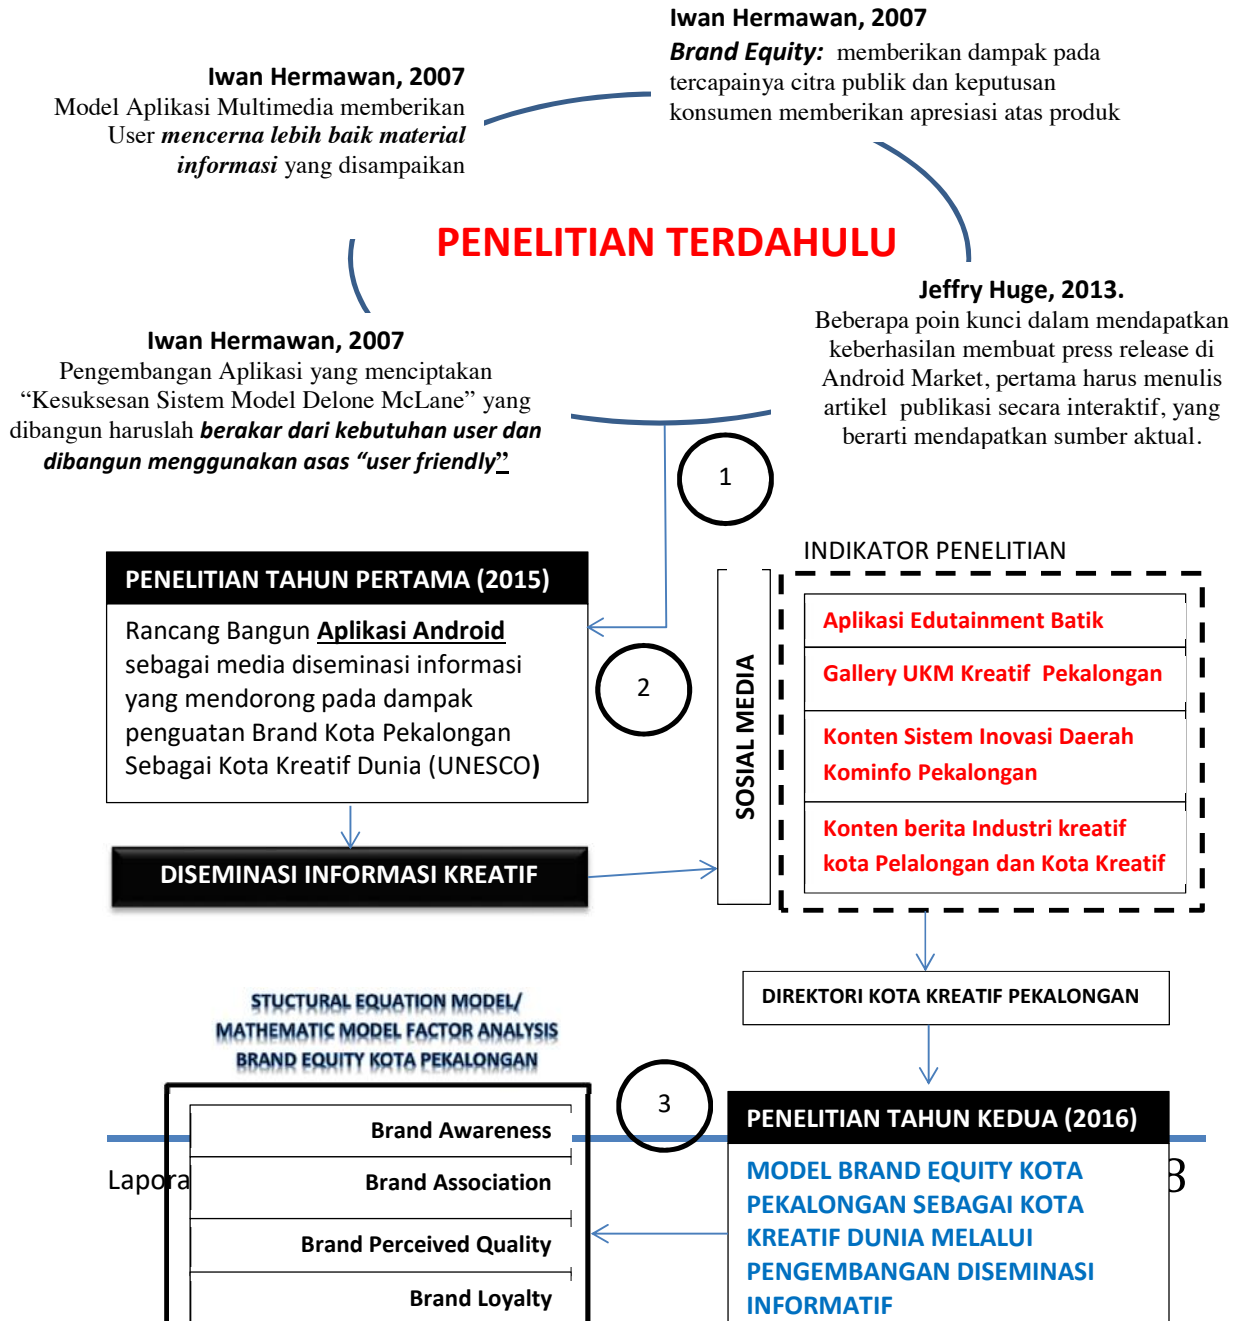 Iwan Hermawan, 2007
Brand Equity: memberikan dampak pada
tercapainya citra publik dan keputusan
konsumen memberikan apresiasi atas produk
Iwan Hermawan, 2007
Model Aplikasi Multimedia memberikan
User mencerna lebih baik material
informasi yang disampaikan
PENELITIAN TERDAHULU
Jeffry Huge, 2013.
Beberapa poin kunci dalam mendapatkan
keberhasilan membuat press release di
Android Market, pertama harus menulis
artikel publikasi secara interaktif, yang
berarti mendapatkan sumber aktual.
Iwan Hermawan, 2007
Pengembangan Aplikasi yang menciptakan
“Kesuksesan Sistem Model Delone McLane” yang
dibangun haruslah berakar dari kebutuhan user dan
dibangun menggunakan asas “user friendly”
1
PENELITIAN TAHUN PERTAMA (2015)
Rancang Bangun Aplikasi Android
sebagai media diseminasi informasi
yang mendorong pada dampak
penguatan Brand Kota Pekalongan
Sebagai Kota Kreatif Dunia (UNESCO)
2
SOSIAL MEDIA
INDIKATOR PENELITIAN
Aplikasi Edutainment Batik
Gallery UKM Kreatif Pekalongan
Konten Sistem Inovasi Daerah
Kominfo Pekalongan
Konten berita Industri kreatif
kota Pelalongan dan Kota Kreatif
DISEMINASI INFORMASI KREATIF
DIREKTORI KOTA KREATIF PEKALONGAN
STUCTURAL EQUATION MODEL/
MATHEMATIC MODEL FACTOR ANALYSIS
BRAND EQUITY KOTA PEKALONGAN
3
Brand Awareness
Brand Association
Brand Perceived Quality
Brand Loyalty
PENELITIAN TAHUN KEDUA (2016)
MODEL BRAND EQUITY KOTA
PEKALONGAN SEBAGAI KOTA
KREATIF DUNIA MELALUI
PENGEMBANGAN DISEMINASI
INFORMATIF
Lapora